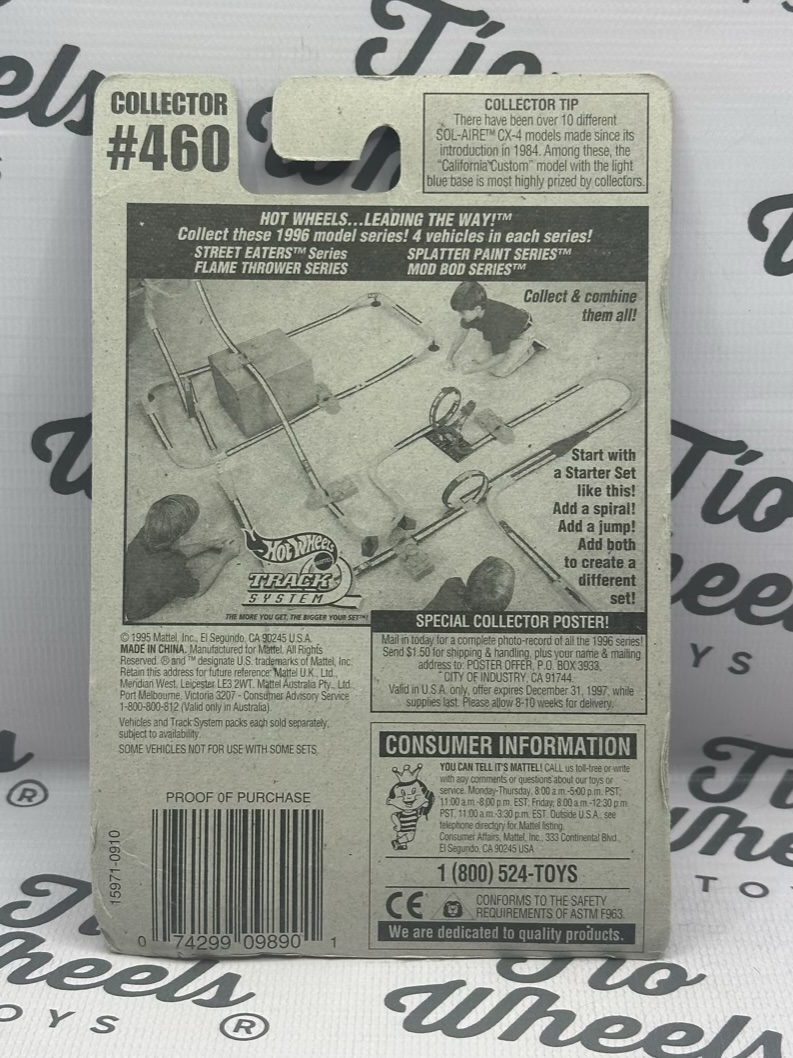 COLLECTOR
#460
COLLECTOR TIP
There have been over 10 different
SOL-AIRE™ CX-4 models made since its
introduction in 1984. Among these, the
"California Custom" model with the light
blue base is most highly prized by collectors.
HOT WHEELS...LEADING THE WAY!™
Collect these 1996 model series! 4 vehicles in each series!
STREET EATERS™ Series SPLATTER PAINT SERIES™
FLAME THROWER SERIES MOD BOD SERIES™
Collect & combine
them all!
Start with
a Starter Set
like this!
Add a spiral!
Add a jump!
Add both
to create a
different
set!
Hot Wheels
TRACK
SYSTEM
THE MORE YOU GET, THE BIGGER YOUR SET™!
© 1995 Mattel, Inc., El Segundo, CA 90245 U.S.A.
MADE IN CHINA. Manufactured for Mattel. All Rights
Reserved. ® and ™ designate U.S. trademarks of Mattel, Inc.
Retain this address for future reference: Mattel U.K., Ltd.,
Meridian West, Leicester LE3 2WT. Mattel Australia Pty., Ltd.
Port Melbourne, Victoria 3207 - Consumer Advisory Service
1-800-800-812 (Valid only in Australia).
Vehicles and Track System packs each sold separately,
subject to availability.
SOME VEHICLES NOT FOR USE WITH SOME SETS.
SPECIAL COLLECTOR POSTER!
Mail in today for a complete photo-record of all the 1996 series!
Send $1.50 for shipping & handling, plus your name & mailing
address to: POSTER OFFER, P.O. BOX 3933,
CITY OF INDUSTRY, CA 91744.
Valid in U.S.A. only, offer expires December 31, 1997, while
supplies last. Please allow 8-10 weeks for delivery.
CONSUMER INFORMATION
YOU CAN TELL IT'S MATTEL! CALL us toll-free or write
with any comments or questions about our toys or
service. Monday-Thursday, 8:00 a.m.-5:00 p.m. PST,
11:00 a.m.-8:00 p.m. EST; Friday, 8:00 a.m.-12:30 p.m.
PST, 11:00 a.m.-3:30 p.m. EST. Outside U.S.A., see
telephone directory for Mattel listing.
Consumer Affairs, Mattel, Inc., 333 Continental Blvd.,
El Segundo, CA 90245 USA
1 (800) 524-TOYS
CE CONFORMS TO THE SAFETY
REQUIREMENTS OF ASTM F963.
We are dedicated to quality products.
PROOF OF PURCHASE
15971-0910
0 74299 09890 1
Tío
Wheels
TOYS
®